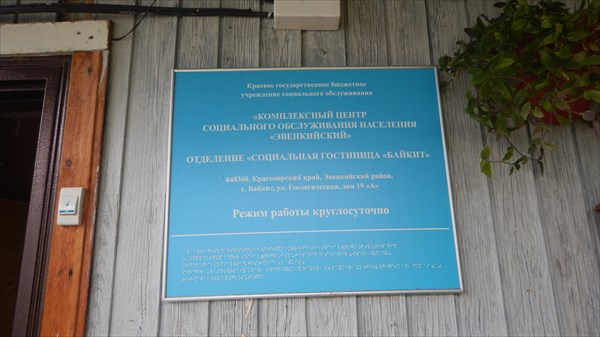 Краевое государственное бюджетное
учреждение социального обслуживания
«КОМПЛЕКСНЫЙ ЦЕНТР
СОЦИАЛЬНОГО ОБСЛУЖИВАНИЯ НАСЕЛЕНИЯ
«ЭВЕНКИЙСКИЙ»
ОТДЕЛЕНИЕ «СОЦИАЛЬНАЯ ГОСТИНИЦА «БАЙКИТ»
648360, Красноярский край, Эвенкийский район,
с. Байкит, ул. Геологическая, дом 19 «А»
Режим работы круглосуточно